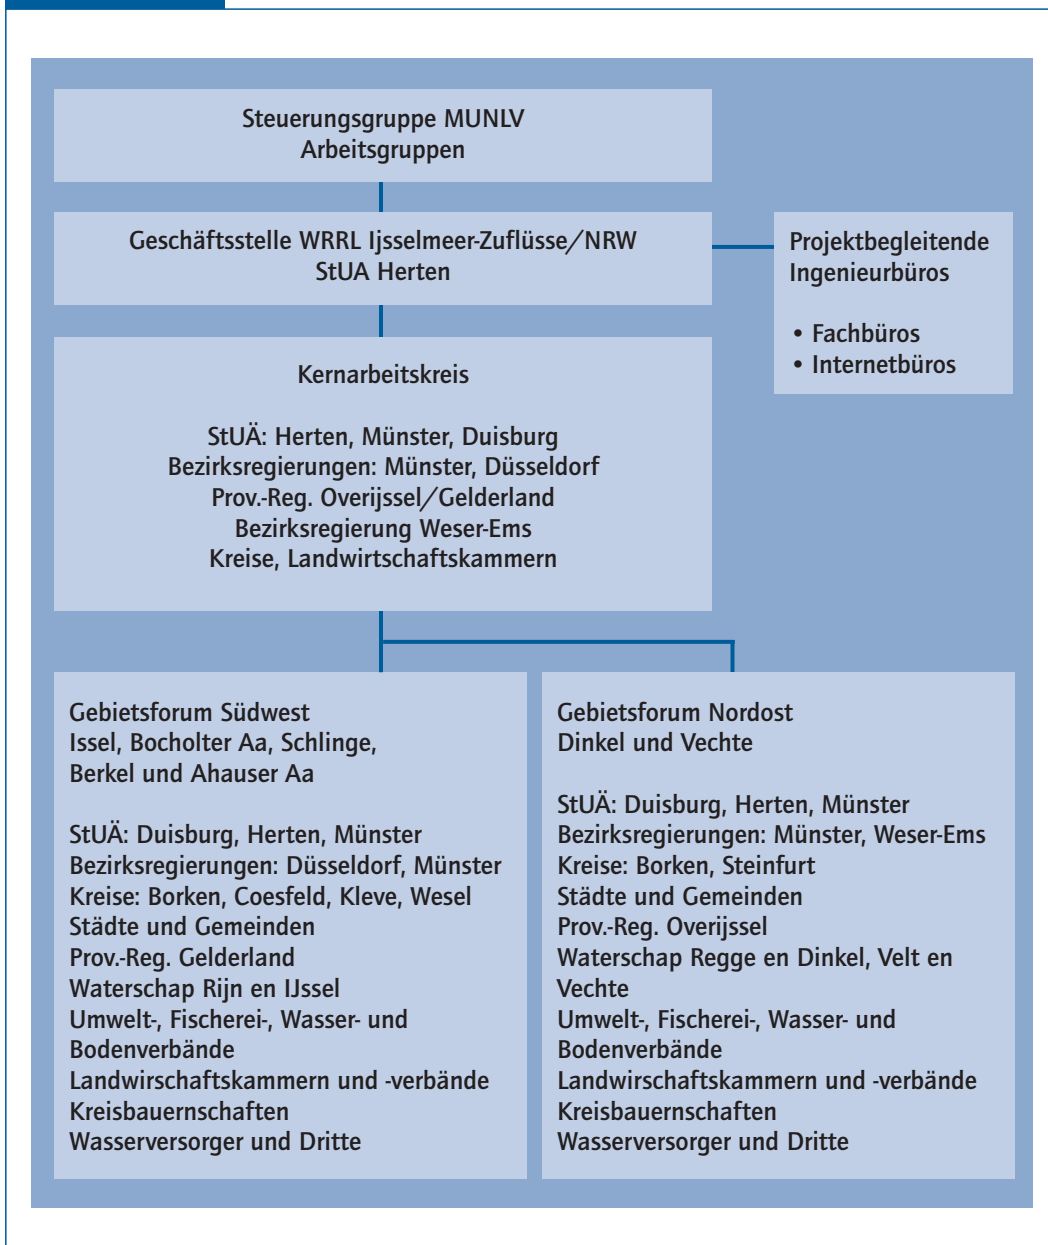 Steuerungsgruppe MUNLV
Arbeitsgruppen
Geschäftsstelle WRRL Ijsselmeer-Zuflüsse/NRW
StUA Herten
Projektbegleitende
Ingenieurbüros
• Fachbüros
• Internetbüros
Kernarbeitskreis
StUÄ: Herten, Münster, Duisburg
Bezirksregierungen: Münster, Düsseldorf
Prov.-Reg. Overijssel/Gelderland
Bezirksregierung Weser-Ems
Kreise, Landwirtschaftskammern
Gebietsforum Südwest
Issel, Bocholter Aa, Schlinge,
Berkel und Ahauser Aa
StUÄ: Duisburg, Herten, Münster
Bezirksregierungen: Düsseldorf, Münster
Kreise: Borken, Coesfeld, Kleve, Wesel
Städte und Gemeinden
Prov.-Reg. Gelderland
Waterschap Rijn en IJssel
Umwelt-, Fischerei-, Wasser- und
Bodenverbände
Landwirschaftskammern und -verbände
Kreisbauernschaften
Wasserversorger und Dritte
Gebietsforum Nordost
Dinkel und Vechte
StUÄ: Duisburg, Herten, Münster
Bezirksregierungen: Münster, Weser-Ems
Kreise: Borken, Steinfurt
Städte und Gemeinden
Prov.-Reg. Overijssel
Waterschap Regge en Dinkel, Velt en
Vechte
Umwelt-, Fischerei-, Wasser- und
Bodenverbände
Landwirschaftskammern und -verbände
Kreisbauernschaften
Wasserversorger und Dritte